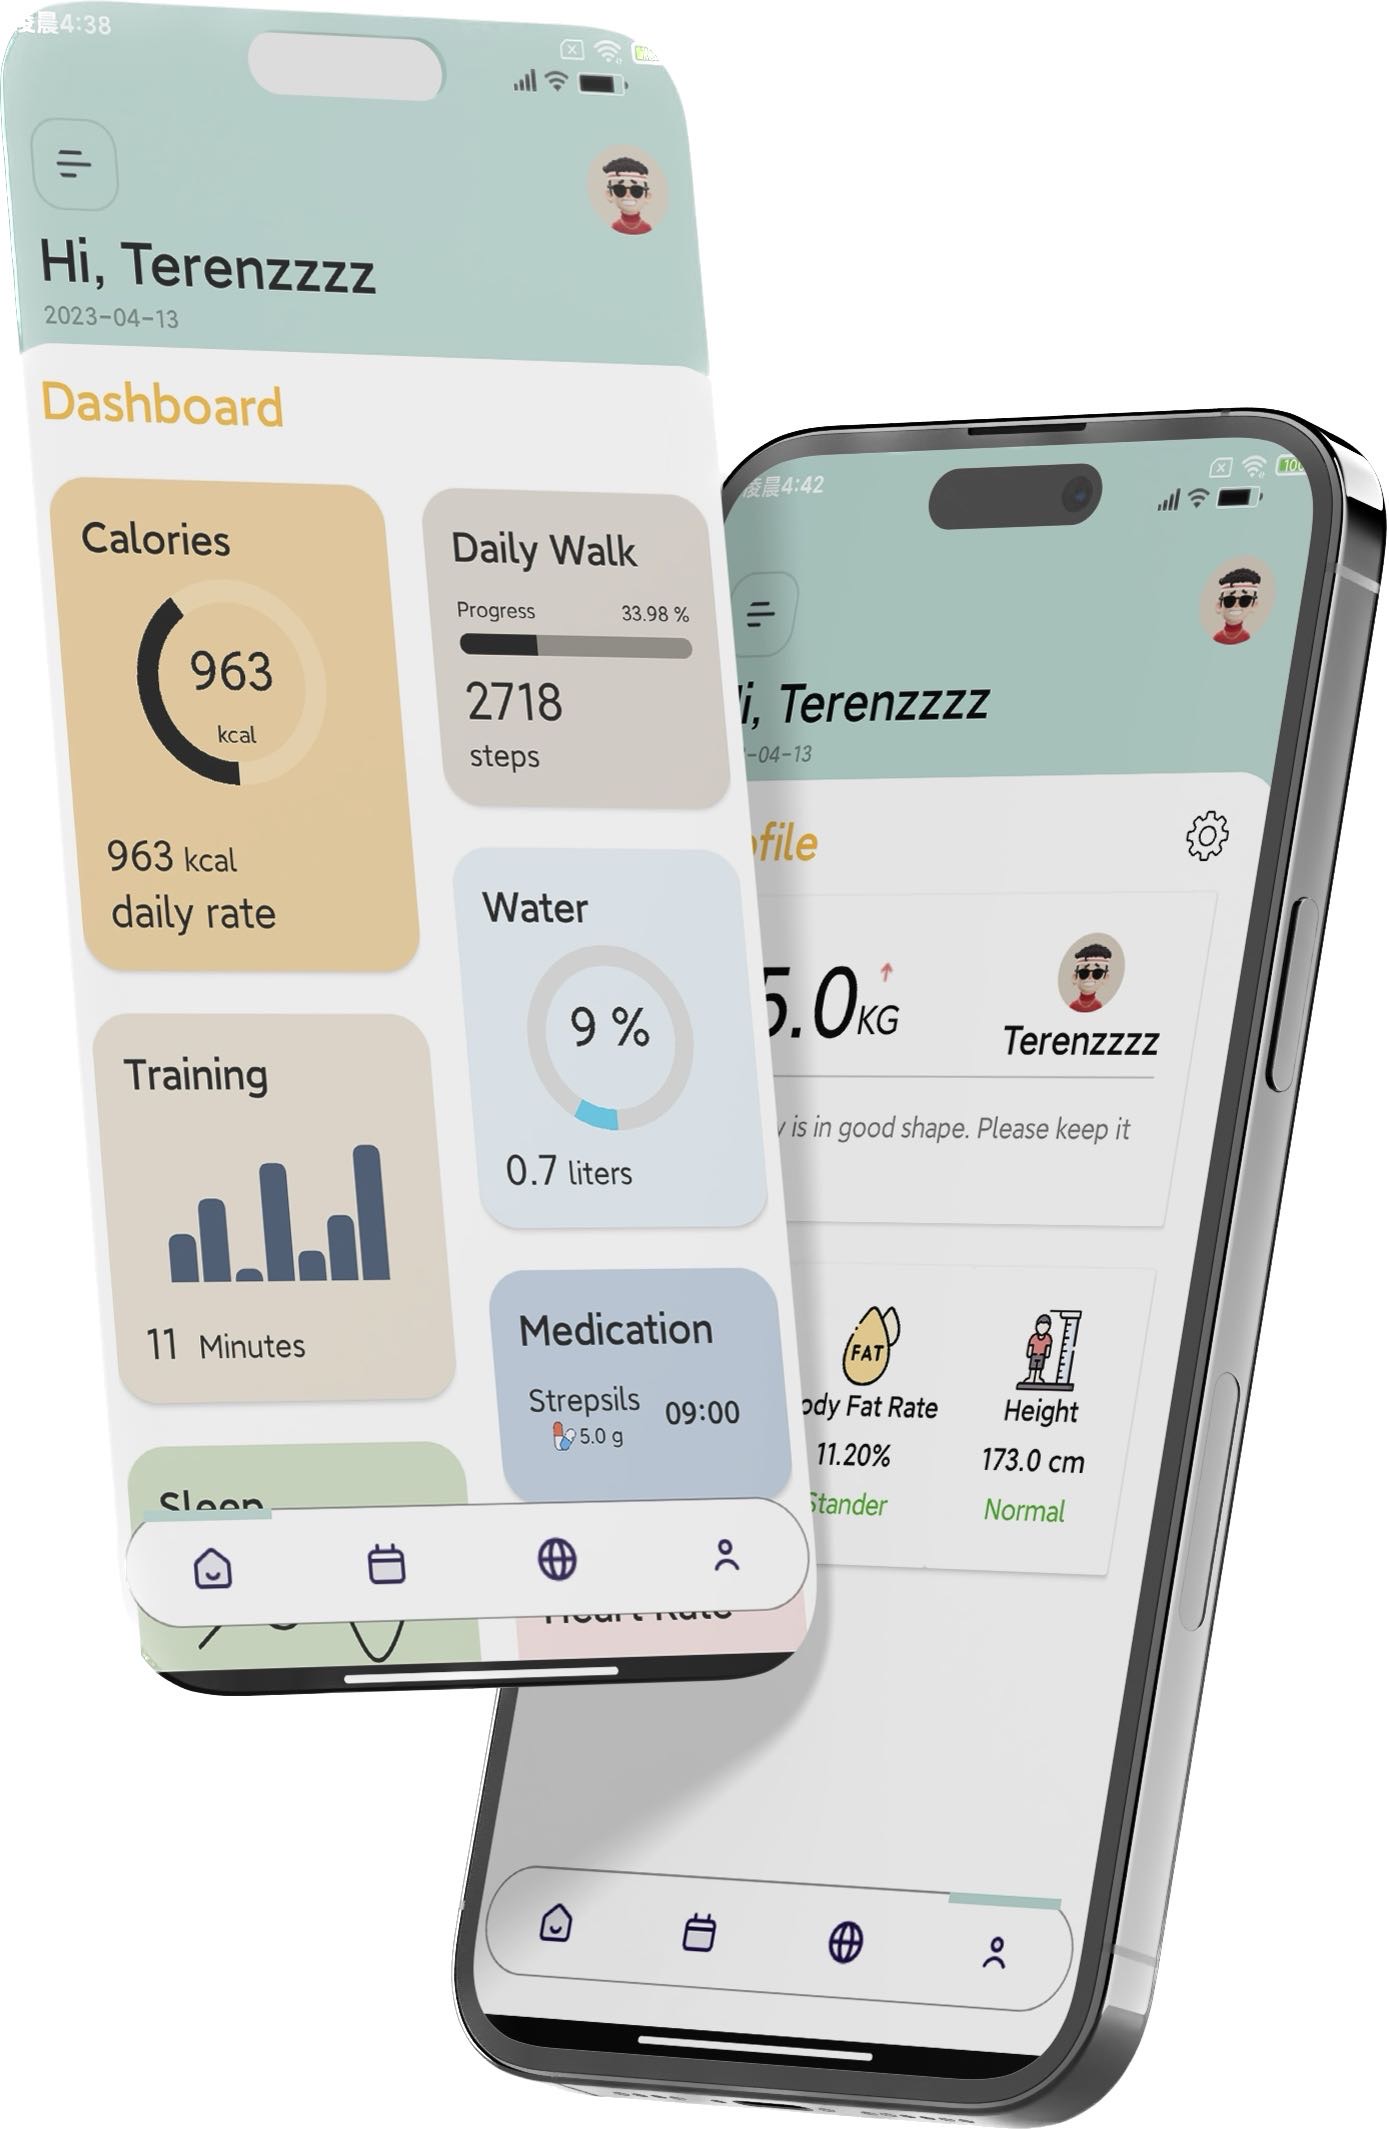 凌晨4:38
Hi, Terenzzzz
2023-04-13
Dashboard
Calories
963
kcal
963 kcal
daily rate
Daily Walk
Progress 33.98 %
2718
steps
Water
9 %
0.7 liters
Training
11 Minutes
Medication
Strepsils 09:00
5.0 g
Sleep
Heart Rate
凌晨4:42
100
i, Terenzzzz
-04-13
ofile
5.0KG
Terenzzzz
y is in good shape. Please keep it
FAT
ody Fat Rate
11.20%
Stander
Height
173.0 cm
Normal